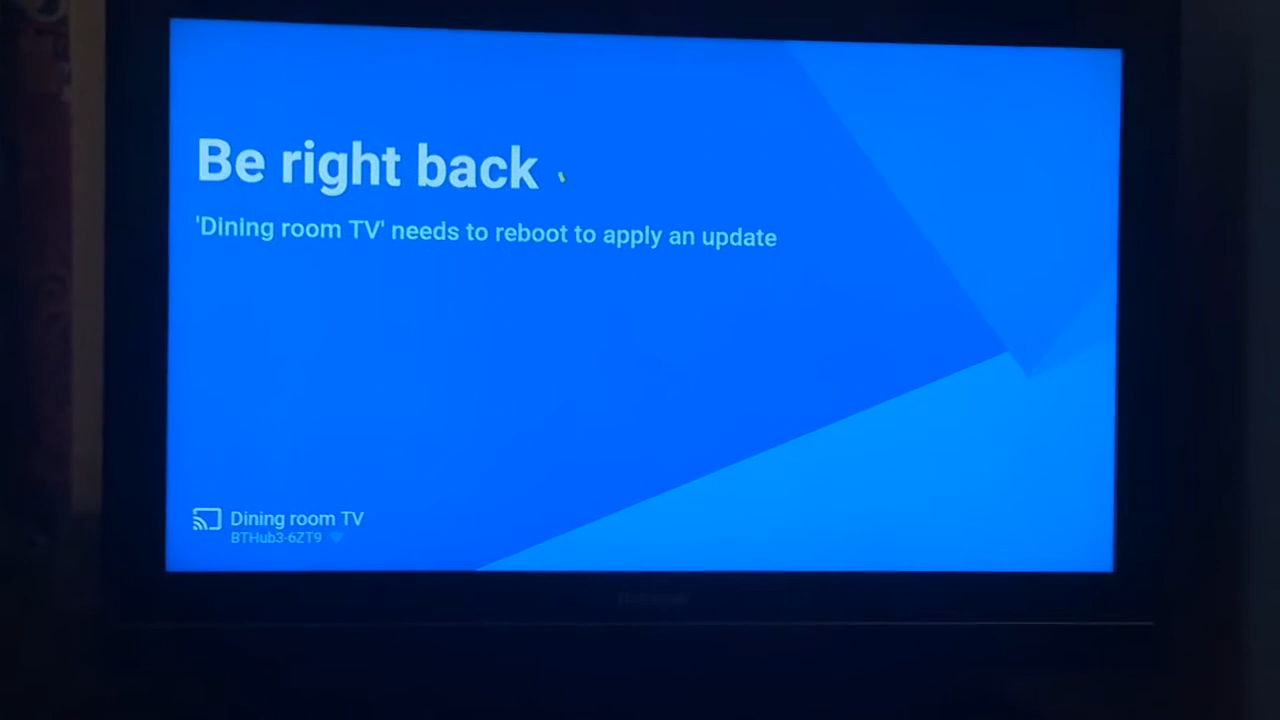 Be right back
'Dining room TV' needs to reboot to apply an update
Dining room TV
BTHub3-6ZT9